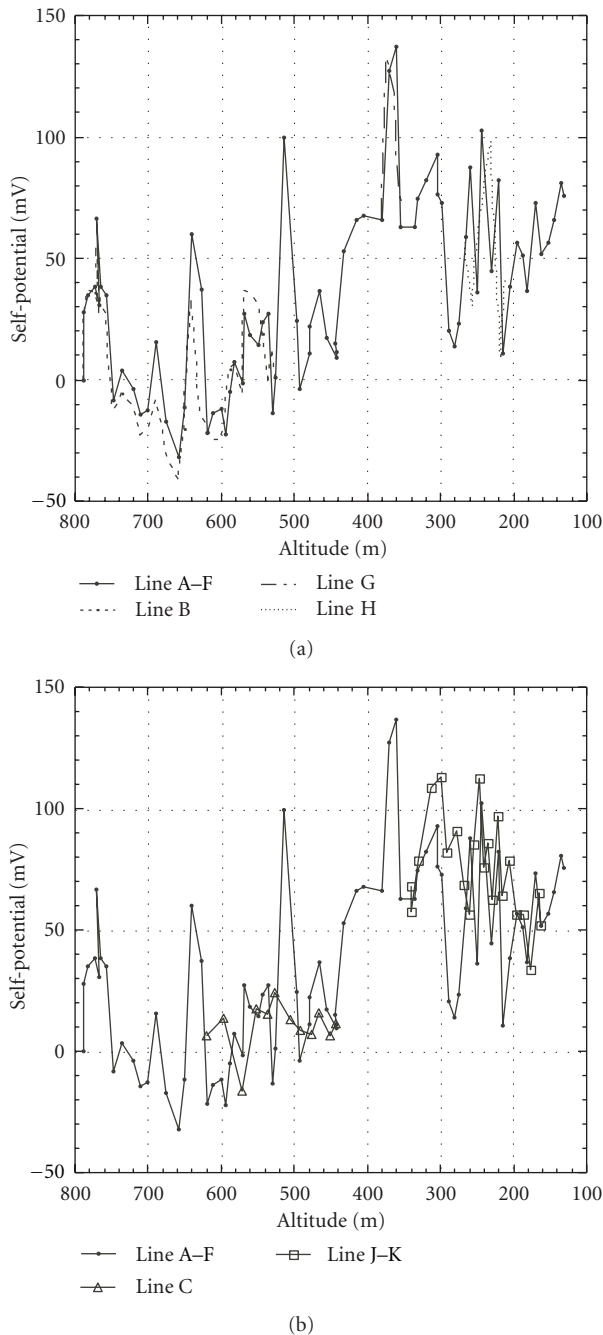 150
100
50
0
−50
Self-potential (mV)
800 700 600 500 400 300 200 100
Altitude (m)
Line A–F
Line G
Line B
Line H
(a)
150
100
50
0
−50
Self-potential (mV)
800 700 600 500 400 300 200 100
Altitude (m)
Line A–F
Line J–K
Line C
(b)